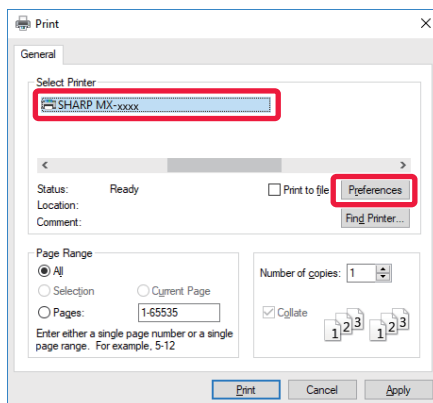 Print
General
Select Printer
SHARP MX-xxxx
Status: Ready
Print to file
Preferences
Location:
Comment:
Find Printer...
Page Range
All
Selection
Current Page
Pages:
1-65535
Enter either a single page number or a single
page range. For example, 5-12
Number of copies: 1
Collate
1 2 3 1 2 3
Print
Cancel
Apply